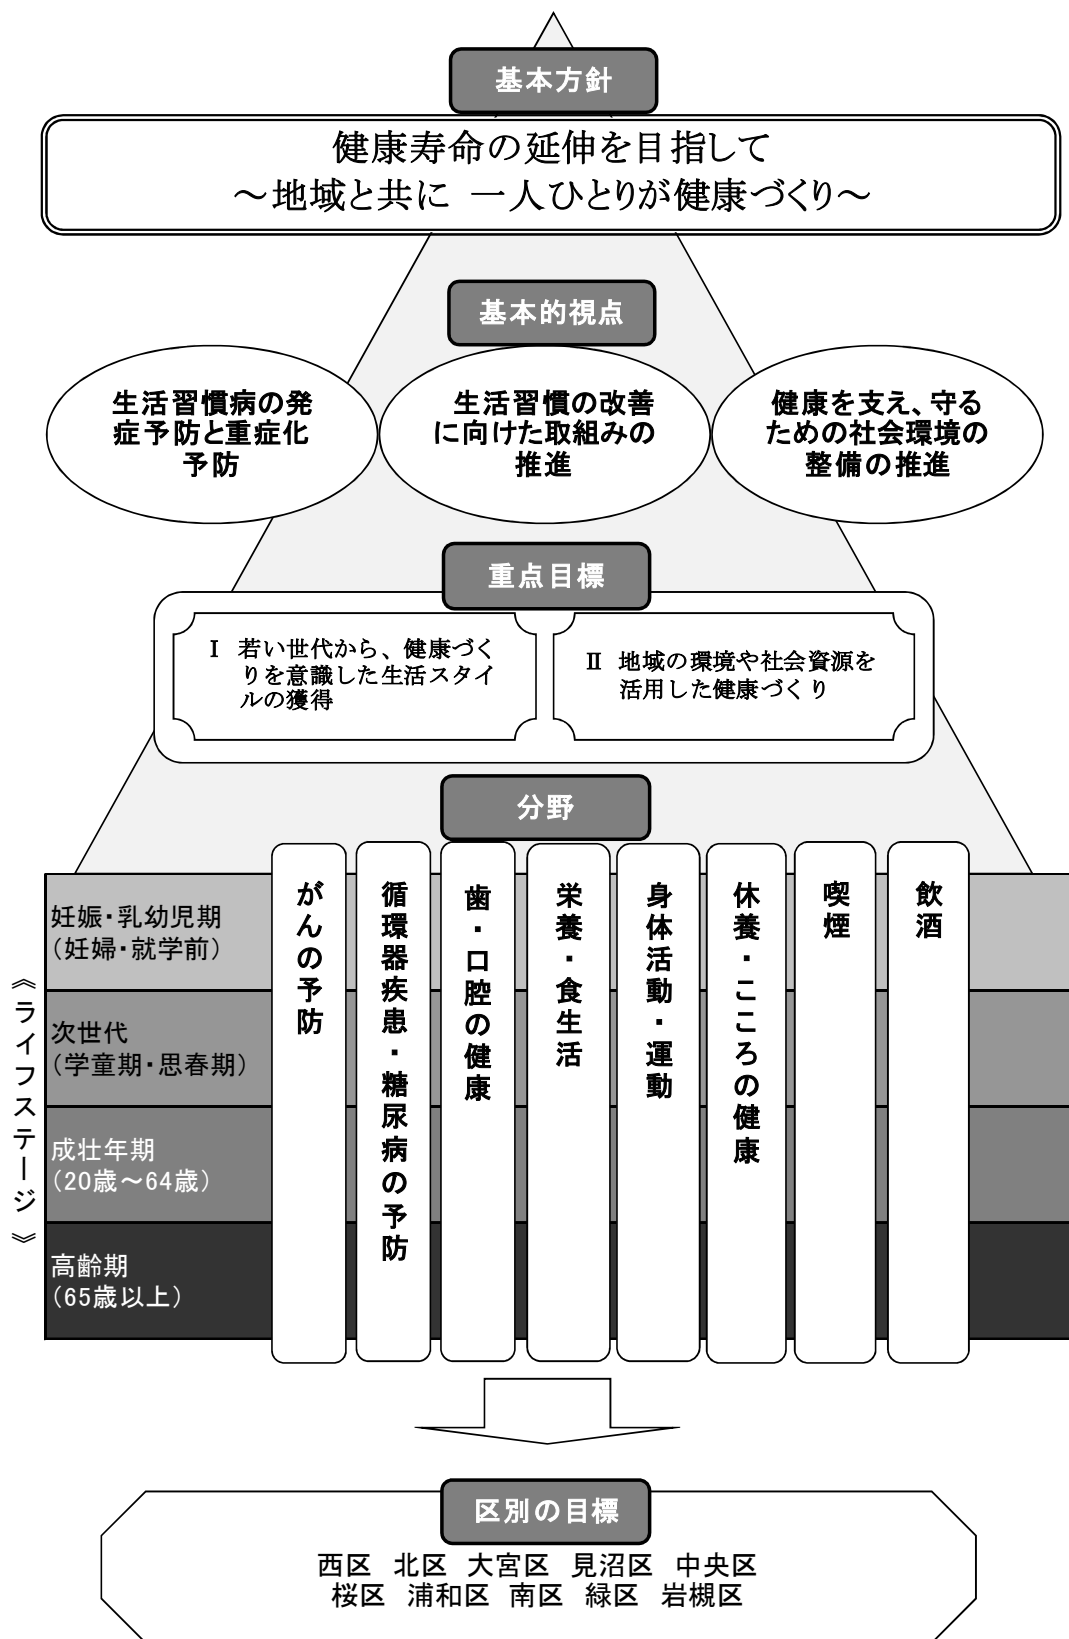 基本方針
健康寿命の延伸を目指して
～地域と共に 一人ひとりが健康づくり～
基本的視点
生活習慣病の発
症予防と重症化
予防
生活習慣の改善
に向けた取組みの
推進
健康を支え、守る
ための社会環境の
整備の推進
重点目標
Ⅰ 若い世代から、健康づく
りを意識した生活スタイ
ルの獲得
Ⅱ 地域の環境や社会資源を
活用した健康づくり
分野
《ライフステージ》
妊娠・乳幼児期
（妊婦・就学前）
次世代
（学童期・思春期）
成壮年期
（20歳～64歳）
高齢期
（65歳以上）
がんの予防
循環器疾患・糖尿病の予防
歯・口腔の健康
栄養・食生活
身体活動・運動
休養・こころの健康
喫煙
飲酒
区別の目標
西区 北区 大宮区 見沼区 中央区
桜区 浦和区 南区 緑区 岩槻区